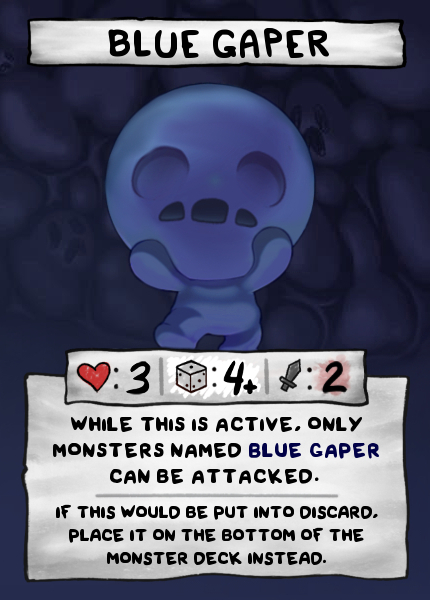 BLUE GAPER
: 3 : 4+ : 2
WHILE THIS IS ACTIVE, ONLY
MONSTERS NAMED BLUE GAPER
CAN BE ATTACKED.
IF THIS WOULD BE PUT INTO DISCARD,
PLACE IT ON THE BOTTOM OF THE
MONSTER DECK INSTEAD.